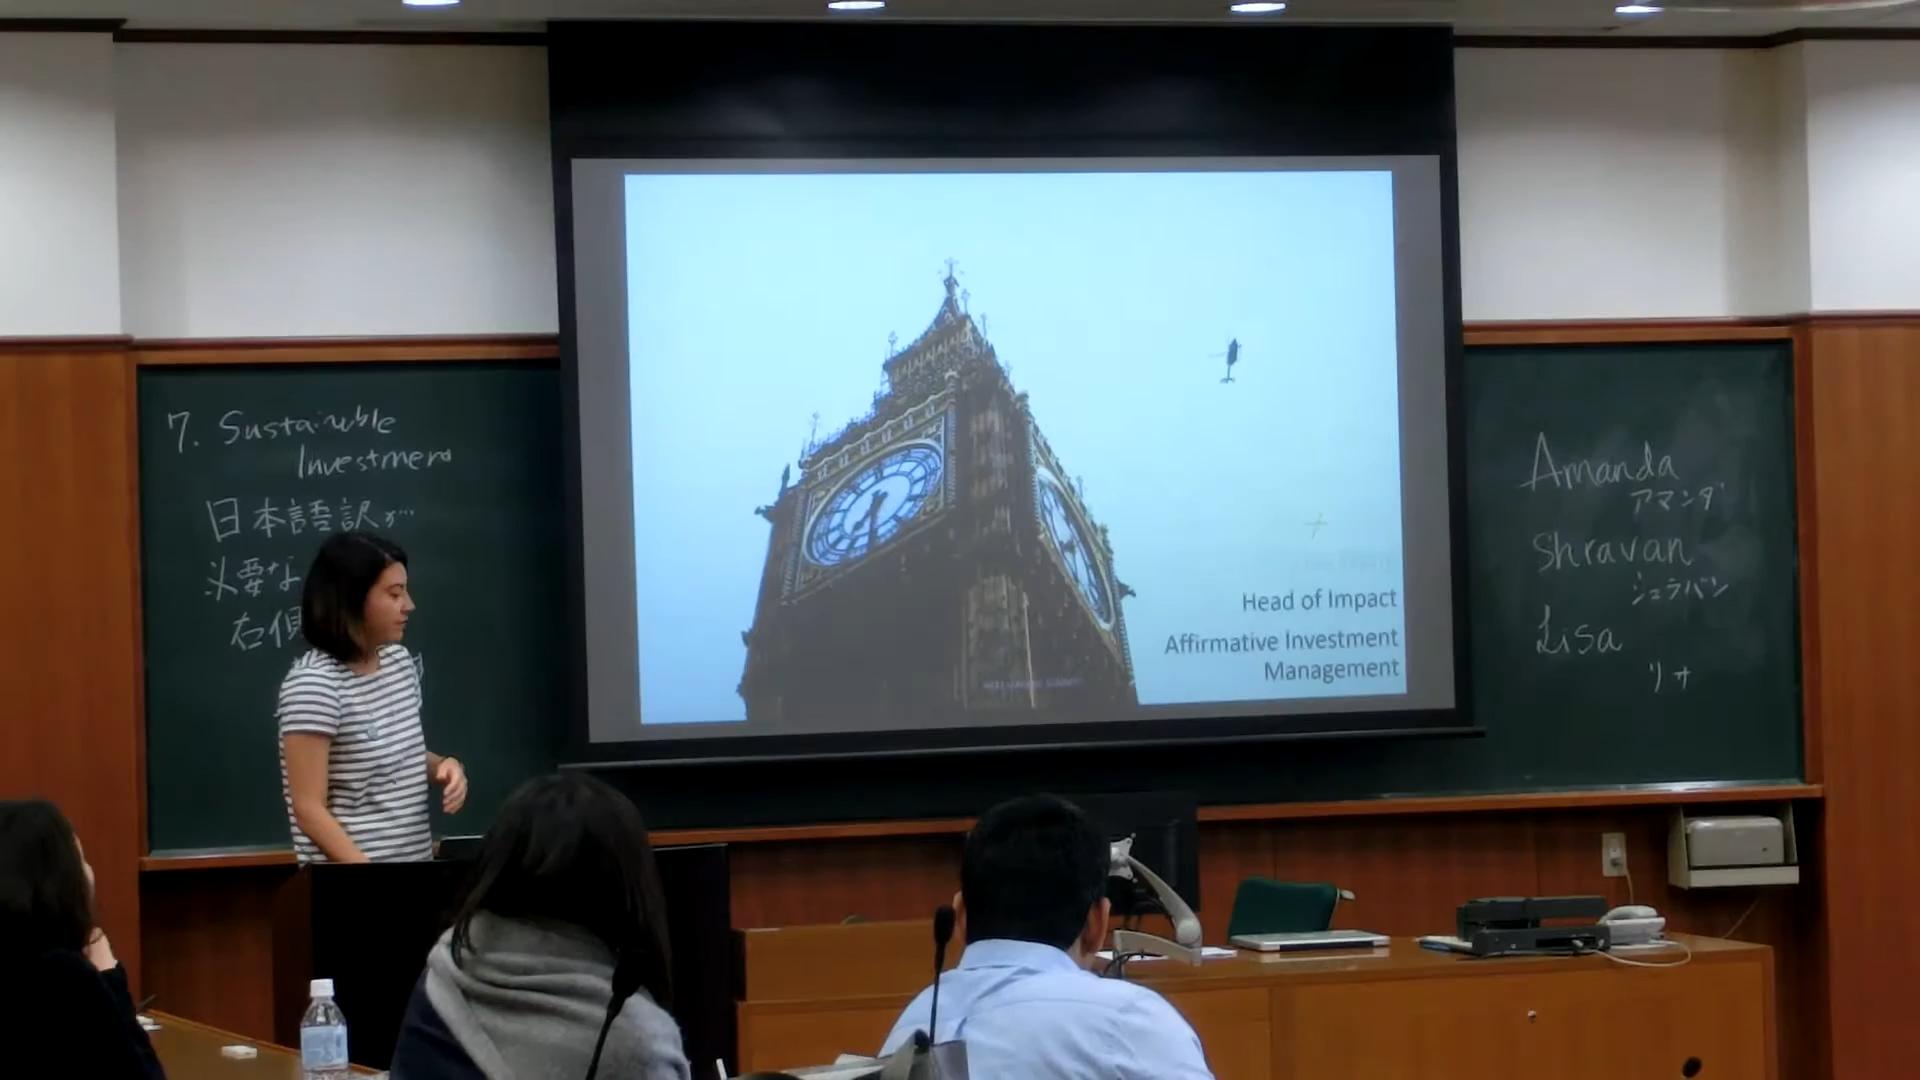 7. Sustainable
Investment
日本語訳が…
必要な
右側
Head of Impact
Affirmative Investment
Management
Amanda
アマンダ
Shravan
シュラバン
Lisa
リサ